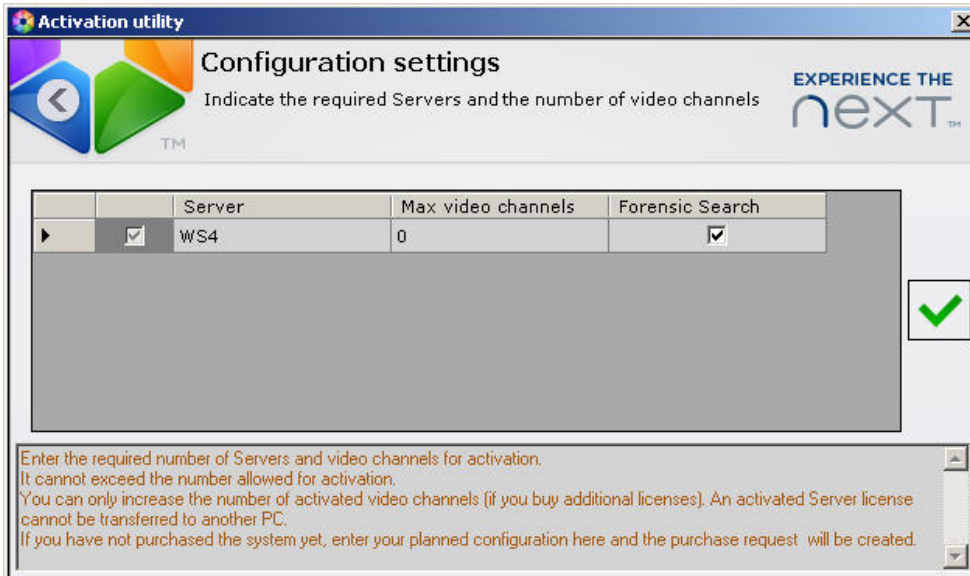 Activation utility
Configuration settings
Indicate the required Servers and the number of video channels
EXPERIENCE THE
nexT™
TM
Server Max video channels Forensic Search
WS4 0
Enter the required number of Servers and video channels for activation.
It cannot exceed the number allowed for activation.
You can only increase the number of activated video channels (if you buy additional licenses). An activated Server license
cannot be transferred to another PC.
If you have not purchased the system yet, enter your planned configuration here and the purchase request will be created.